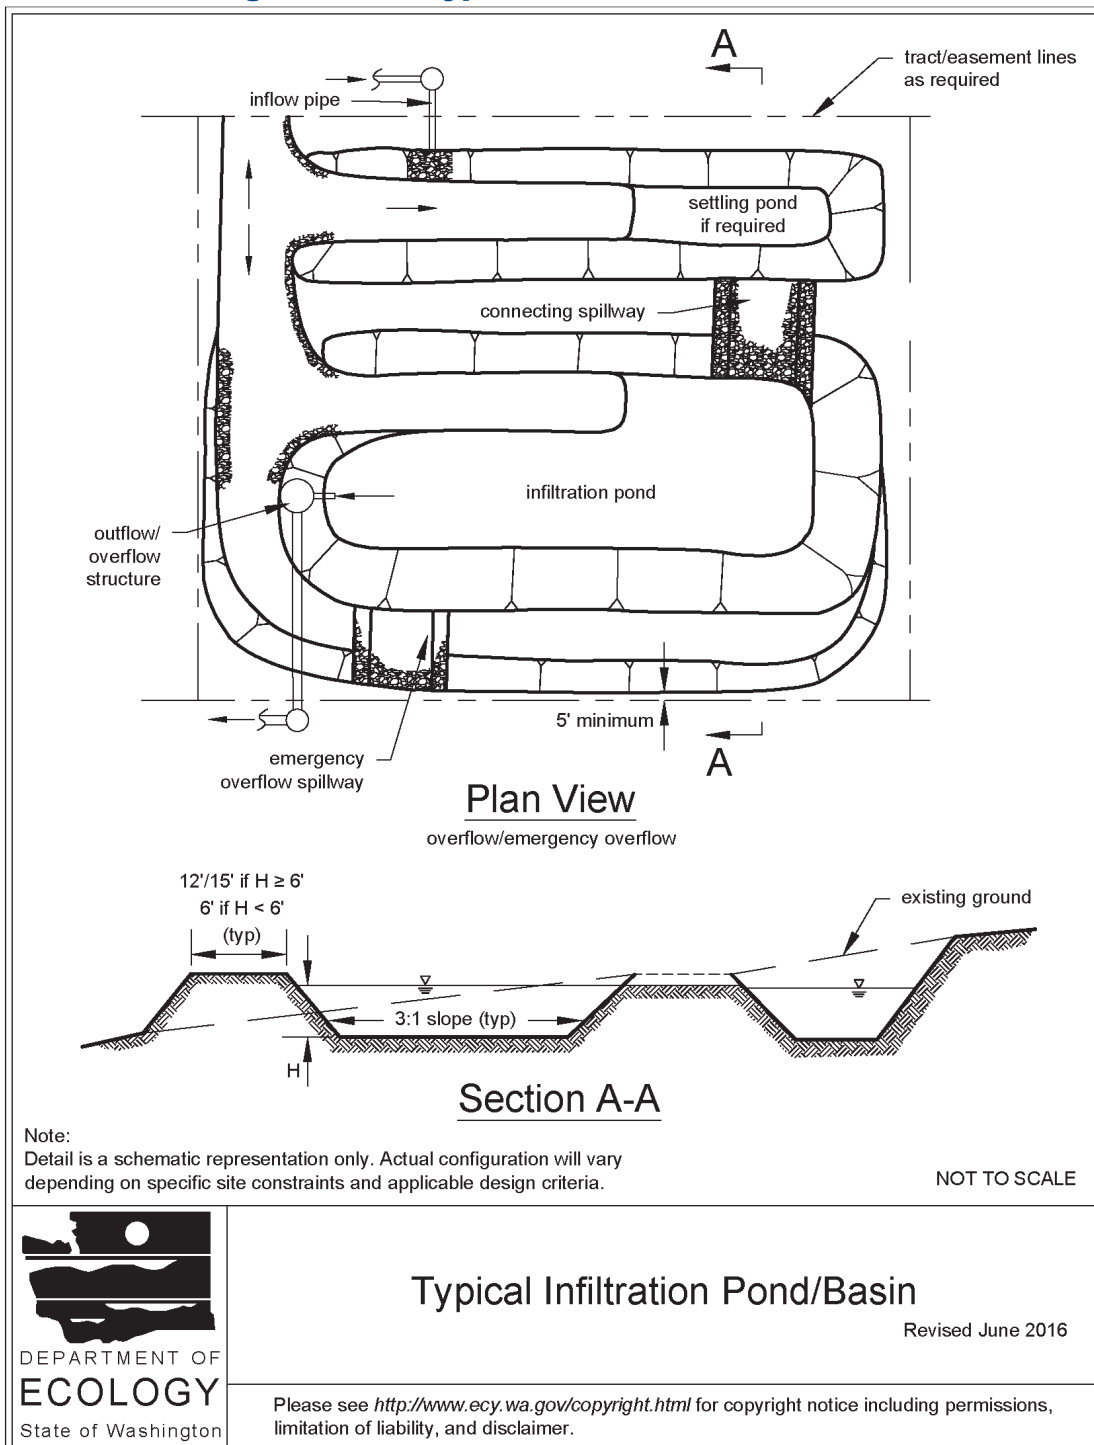 A
tract/easement lines
as required
inflow pipe
settling pond
if required
connecting spillway
infiltration pond
outflow/
overflow
structure
5' minimum
A
emergency
overflow spillway
Plan View
overflow/emergency overflow
12'/15' if H ≥ 6'
6' if H < 6'
(typ)
existing ground
3:1 slope (typ)
H
Section A-A
Note:
Detail is a schematic representation only. Actual configuration will vary
depending on specific site constraints and applicable design criteria.
NOT TO SCALE
Typical Infiltration Pond/Basin
Revised June 2016
DEPARTMENT OF
ECOLOGY
State of Washington
Please see http://www.ecy.wa.gov/copyright.html for copyright notice including permissions,
limitation of liability, and disclaimer.